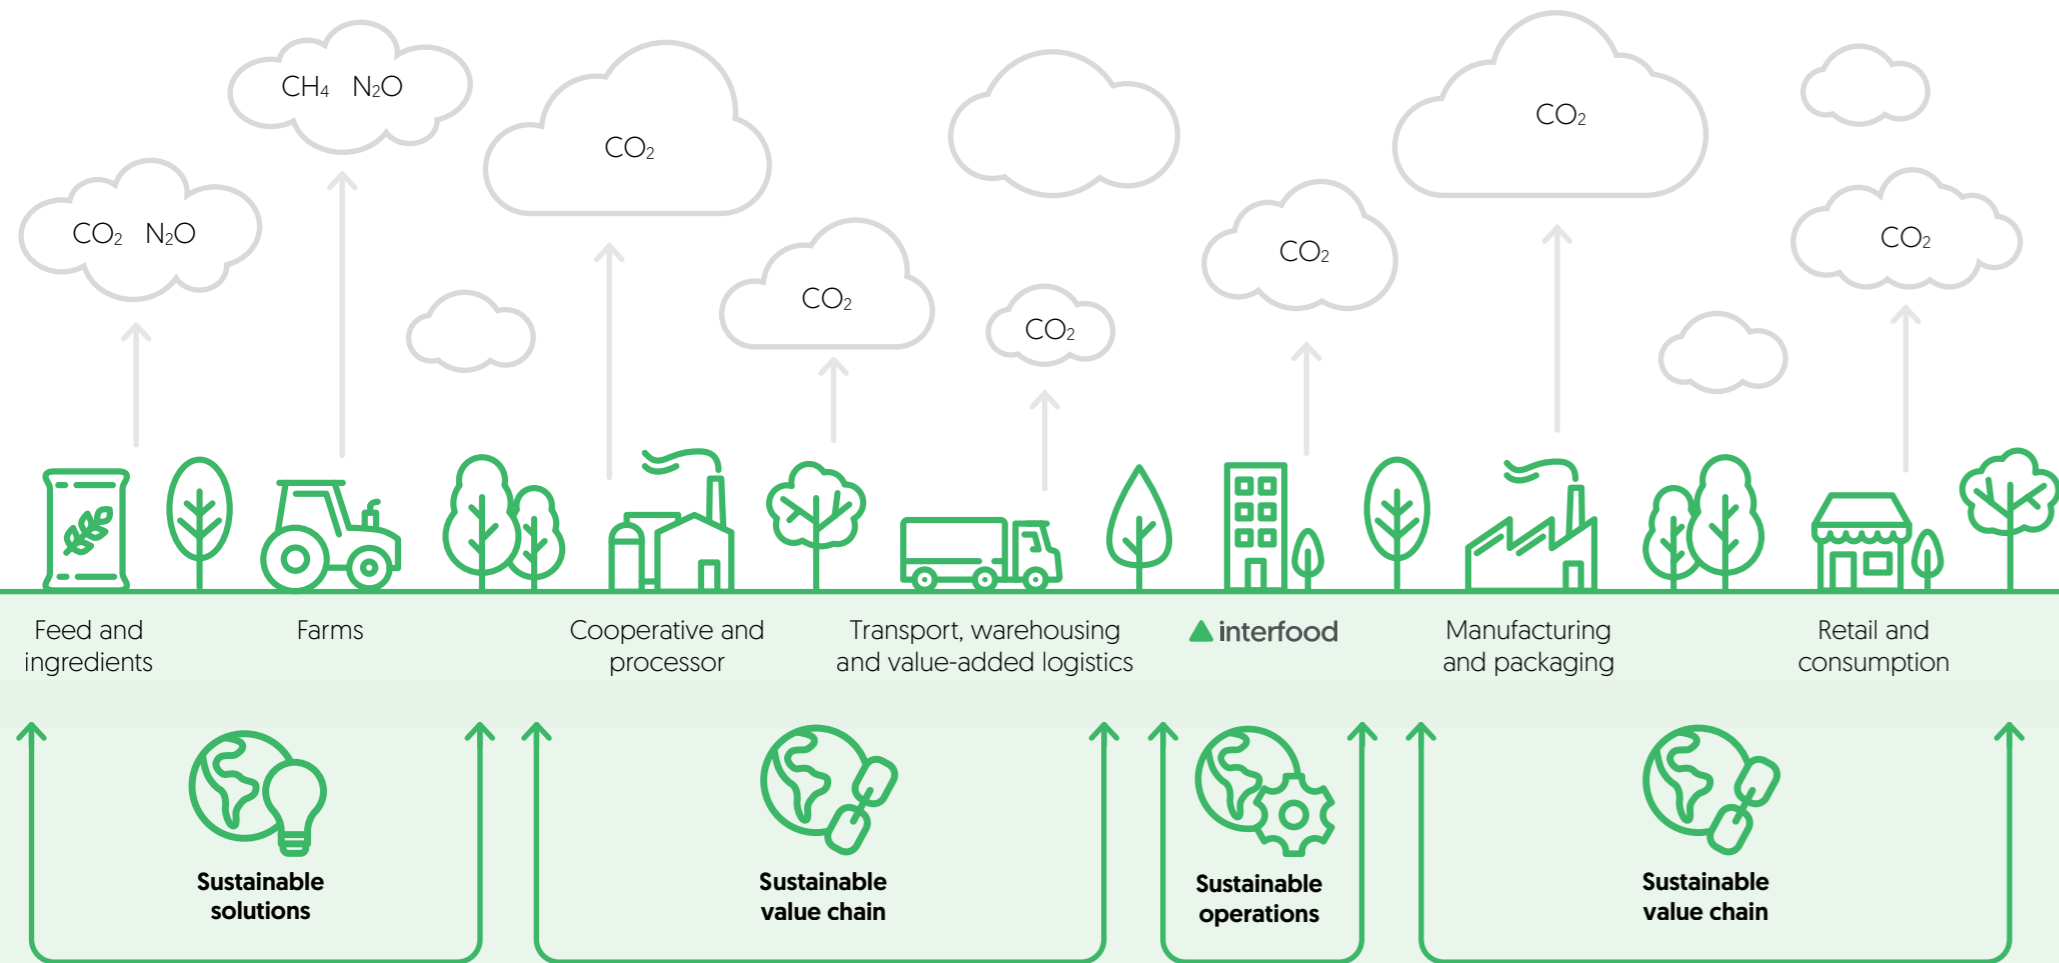 CH₄ N₂O
CO₂
CO₂
CO₂ N₂O
CO₂
CO₂
CO₂
CO₂
Feed and
ingredients
Farms
Cooperative and
processor
Transport, warehousing
and value-added logistics
interfood
Manufacturing
and packaging
Retail and
consumption
Sustainable
solutions
Sustainable
value chain
Sustainable
operations
Sustainable
value chain